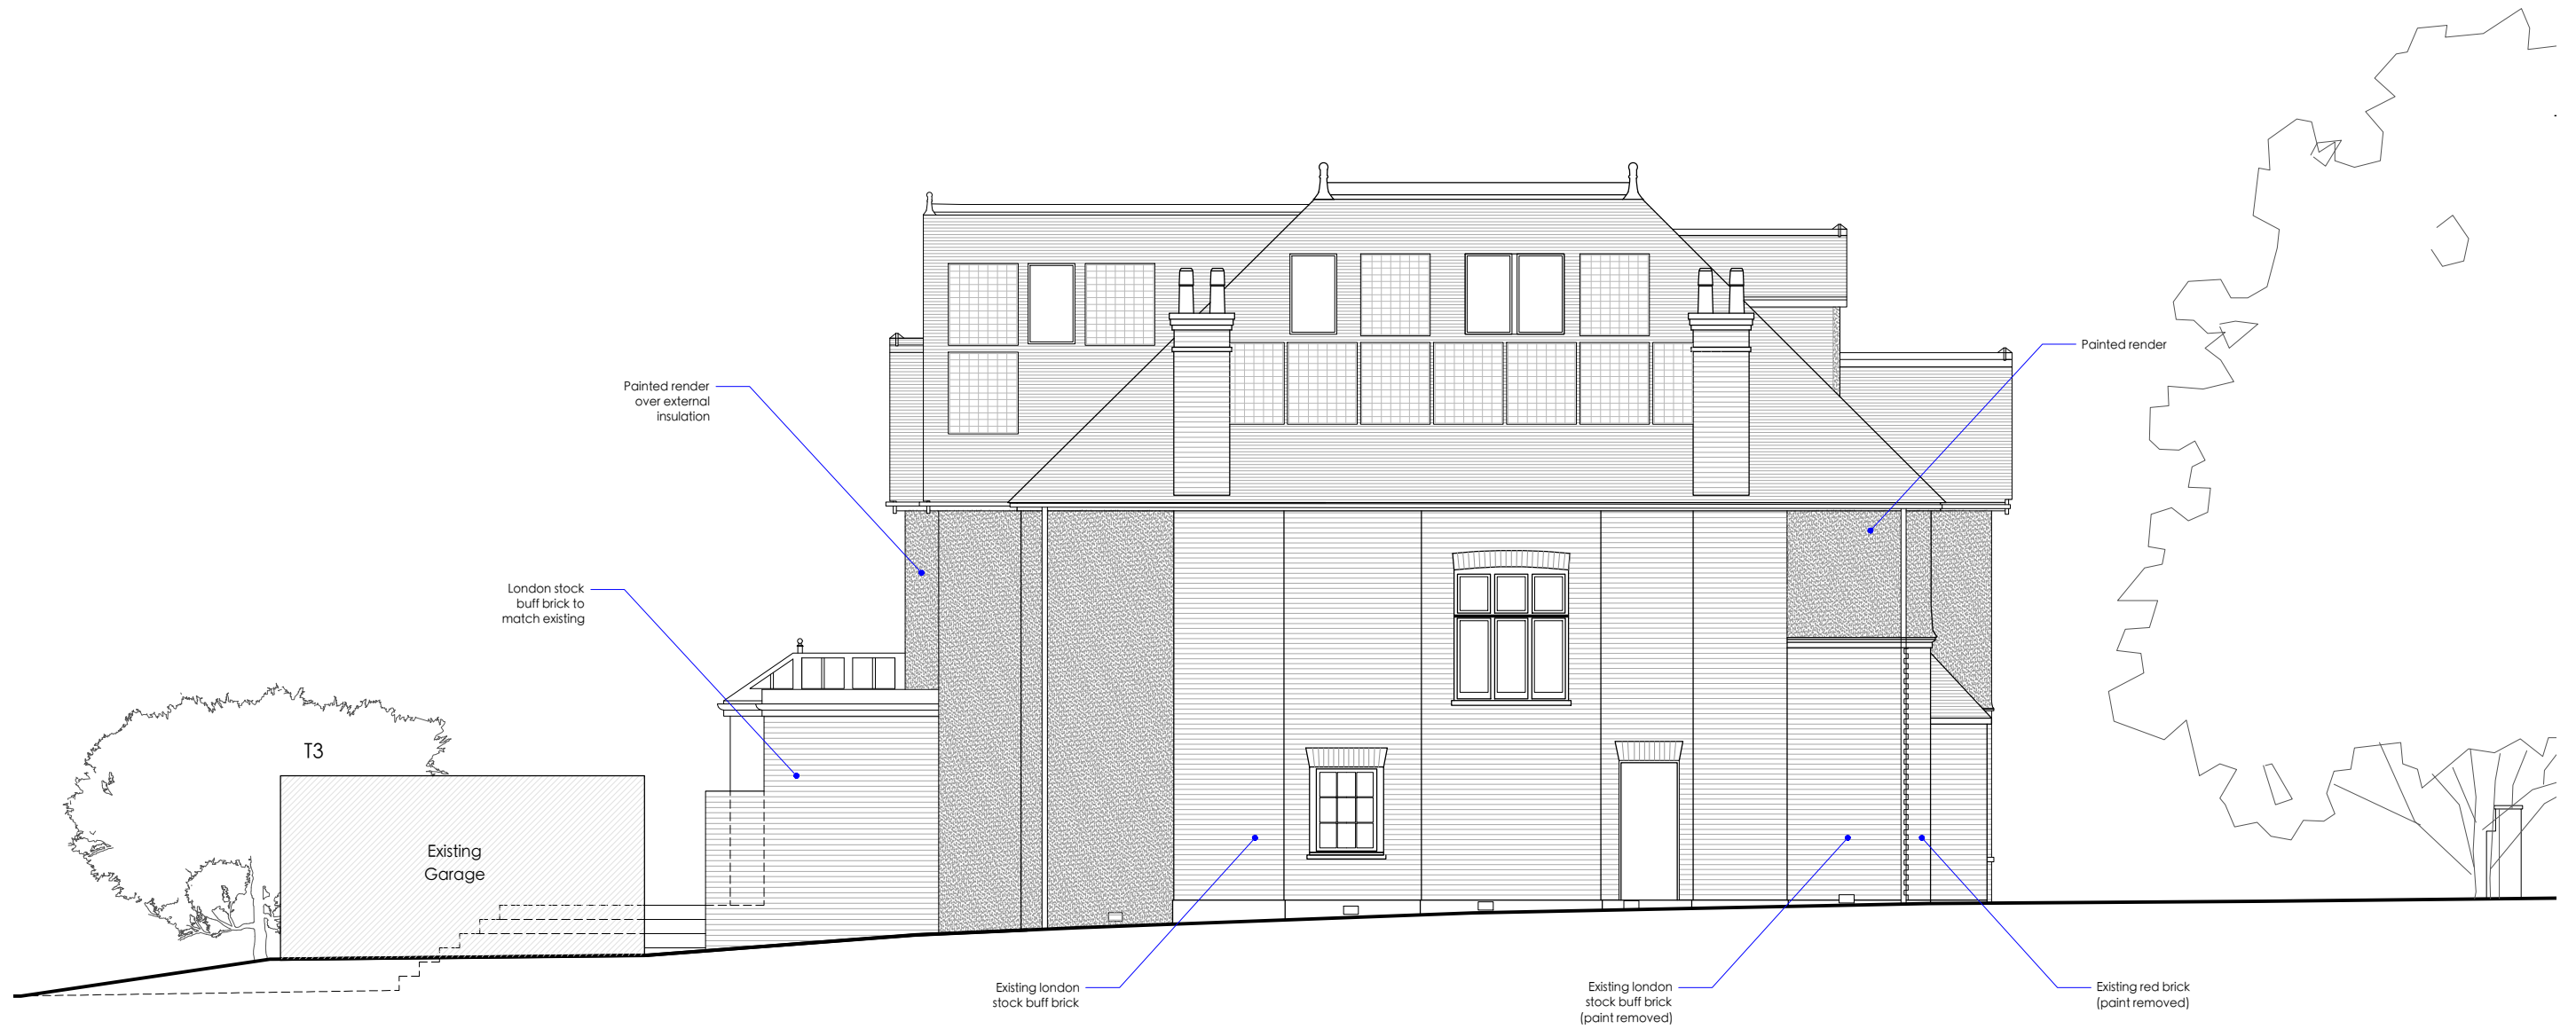 Painted render
Painted render
over external
insulation
London stock
buff brick to
match existing
T3
Existing
Garage
Existing london
stock buff brick
Existing london
stock buff brick
(paint removed)
Existing red brick
(paint removed)